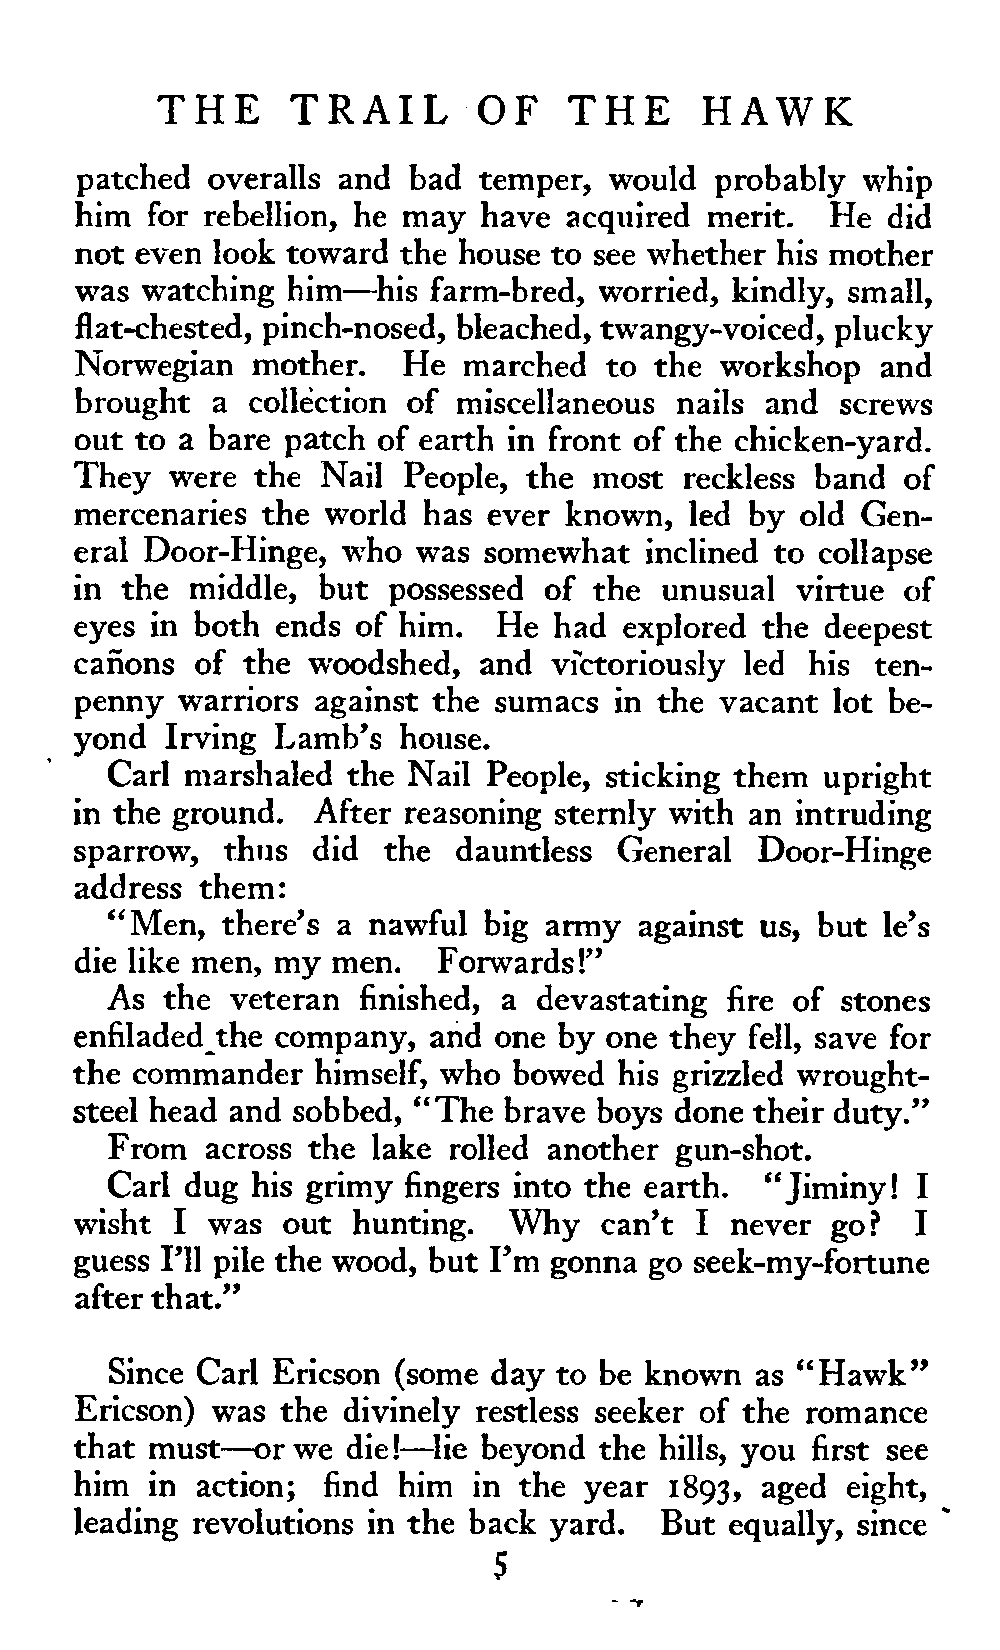 THE TRAIL OF THE HAWK
patched overalls and bad temper, would probably whip
him for rebellion, he may have acquired merit. He did
not even look toward the house to see whether his mother
was watching him—his farm-bred, worried, kindly, small,
flat-chested, pinch-nosed, bleached, twangy-voiced, plucky
Norwegian mother. He marched to the workshop and
brought a collection of miscellaneous nails and screws
out to a bare patch of earth in front of the chicken-yard.
They were the Nail People, the most reckless band of
mercenaries the world has ever known, led by old Gen-
eral Door-Hinge, who was somewhat inclined to collapse
in the middle, but possessed of the unusual virtue of
eyes in both ends of him. He had explored the deepest
cañons of the woodshed, and victoriously led his ten-
penny warriors against the sumacs in the vacant lot be-
yond Irving Lamb's house.
Carl marshaled the Nail People, sticking them upright
in the ground. After reasoning sternly with an intruding
sparrow, thus did the dauntless General Door-Hinge
address them:
"Men, there's a nawful big army against us, but le's
die like men, my men. Forwards!"
As the veteran finished, a devastating fire of stones
enfiladed the company, and one by one they fell, save for
the commander himself, who bowed his grizzled wrought-
steel head and sobbed, "The brave boys done their duty."
From across the lake rolled another gun-shot.
Carl dug his grimy fingers into the earth. "Jiminy! I
wisht I was out hunting. Why can't I never go? I
guess I'll pile the wood, but I'm gonna go seek-my-fortune
after that."
Since Carl Ericson (some day to be known as "Hawk"
Ericson) was the divinely restless seeker of the romance
that must—or we die!—lie beyond the hills, you first see
him in action; find him in the year 1893, aged eight,
leading revolutions in the back yard. But equally, since
5